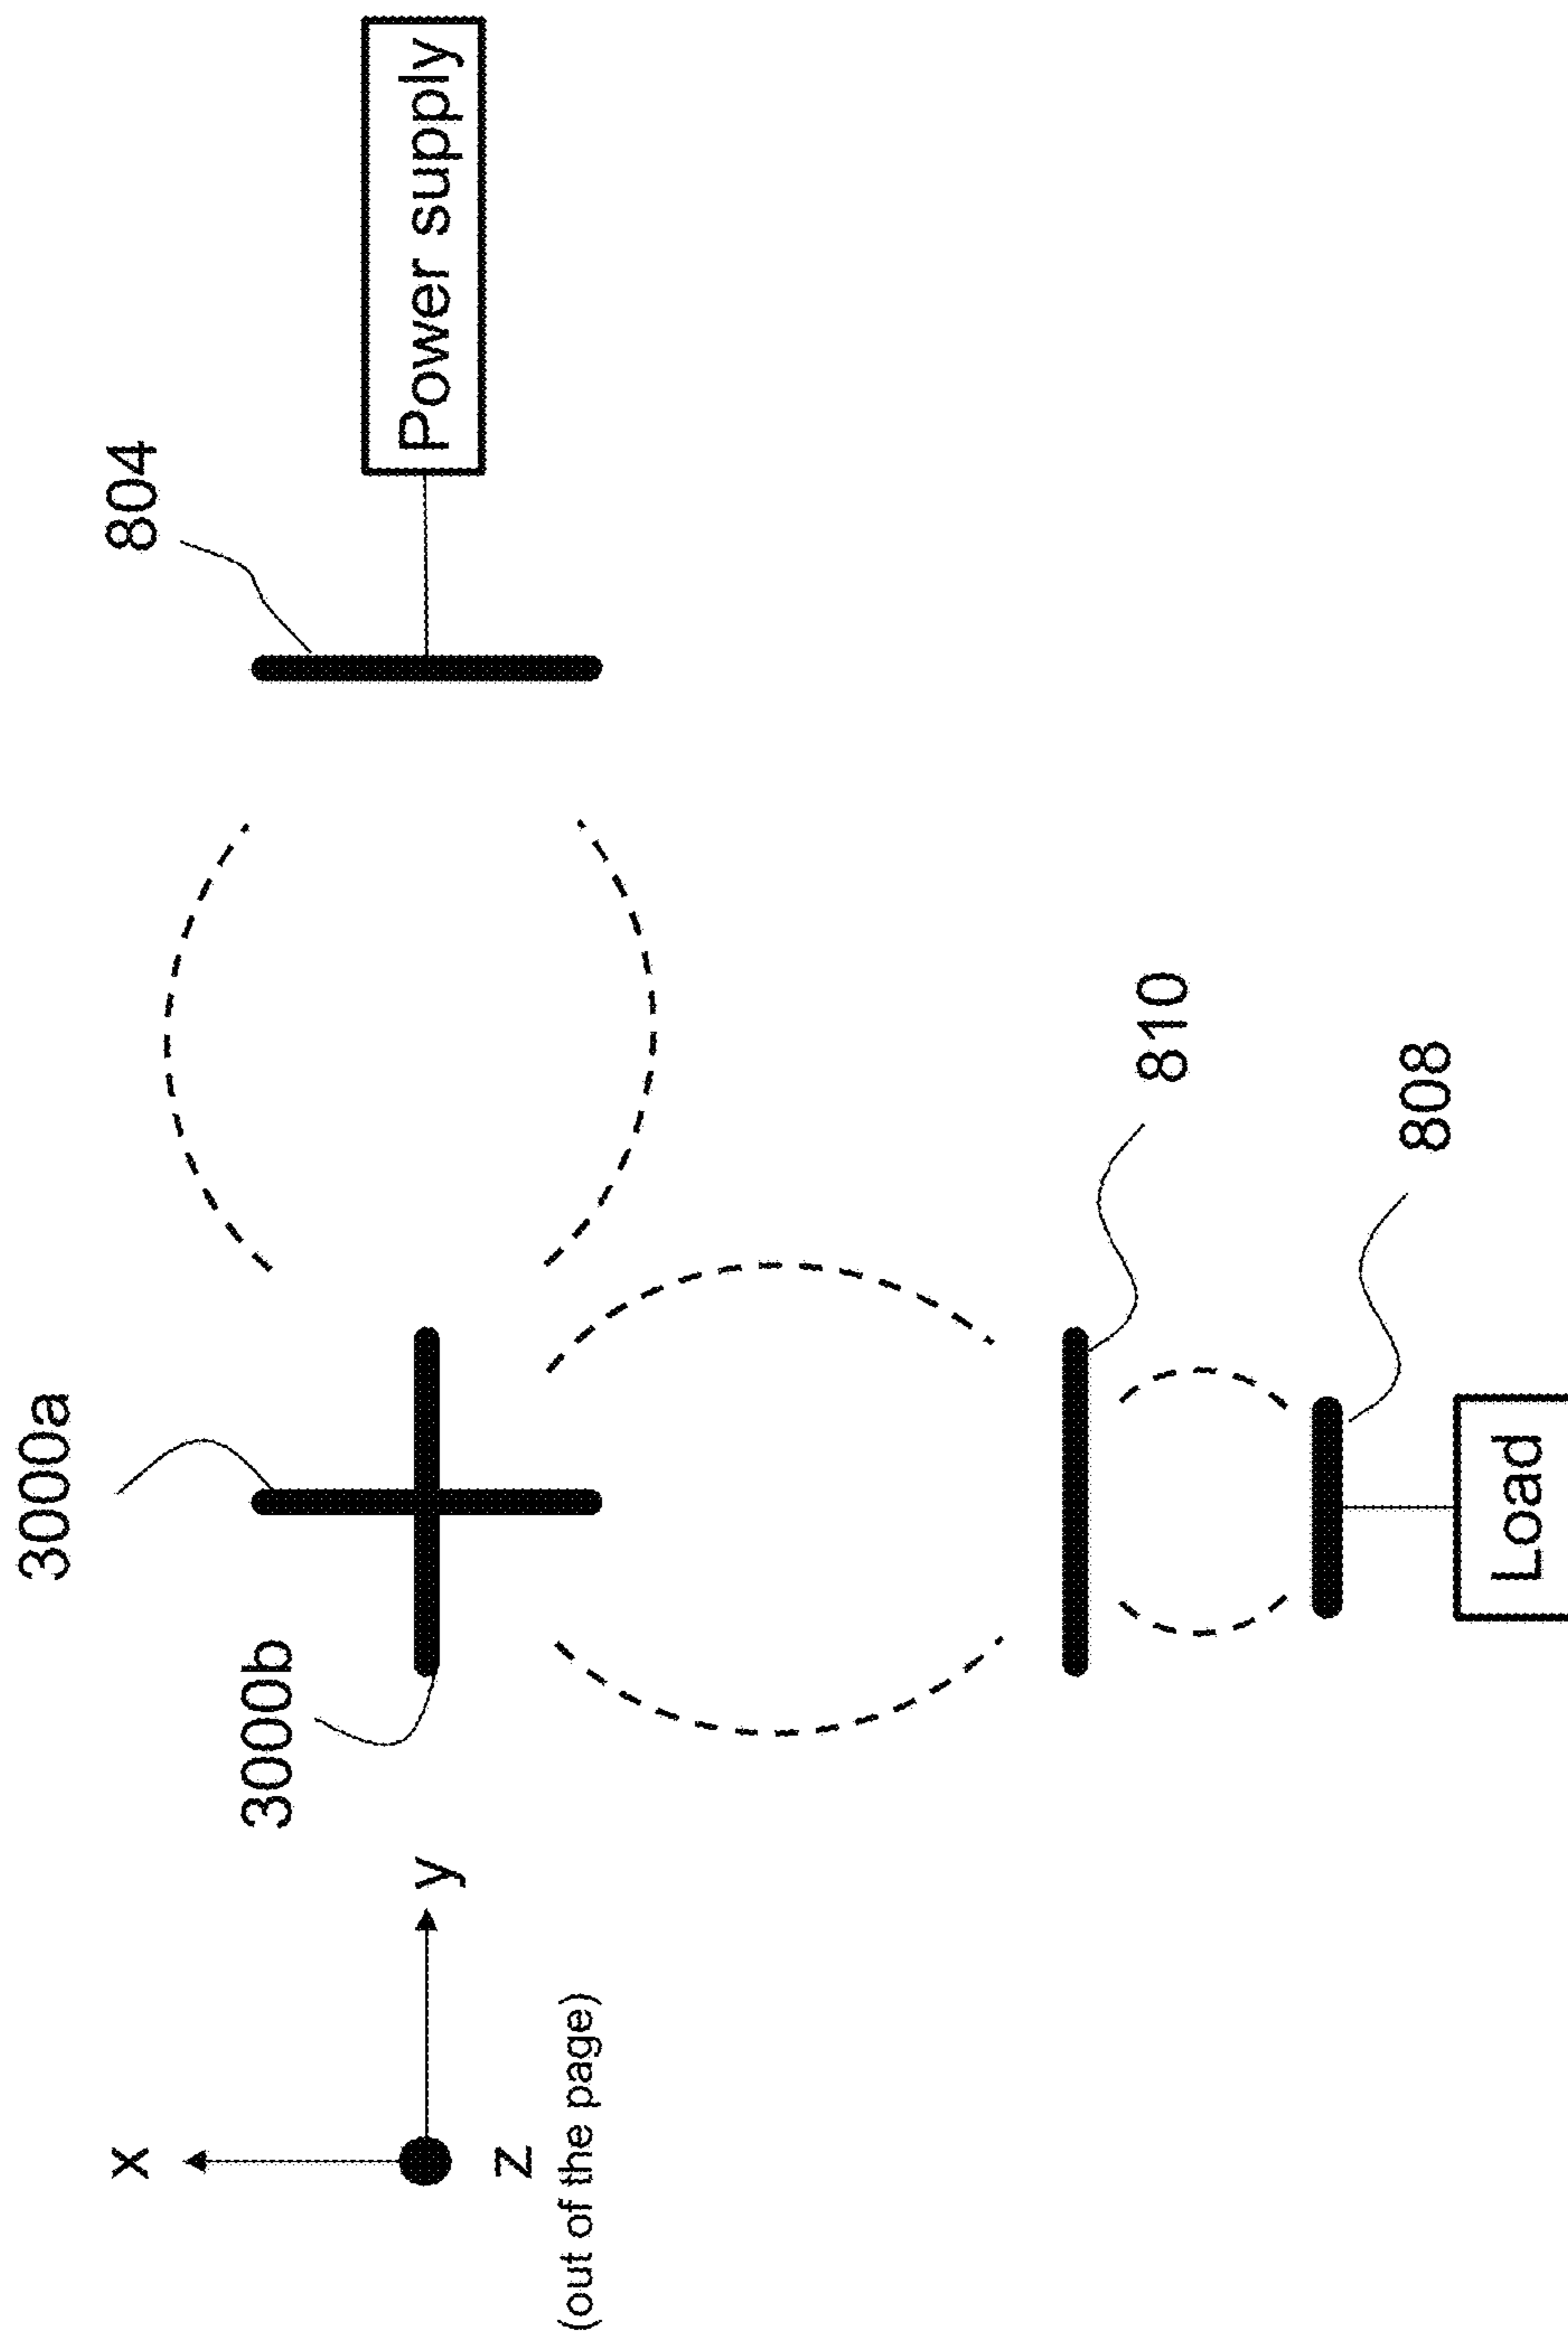 3000a
804
3000b
Power supply
x
y
z
(out of the page)
810
808
Load